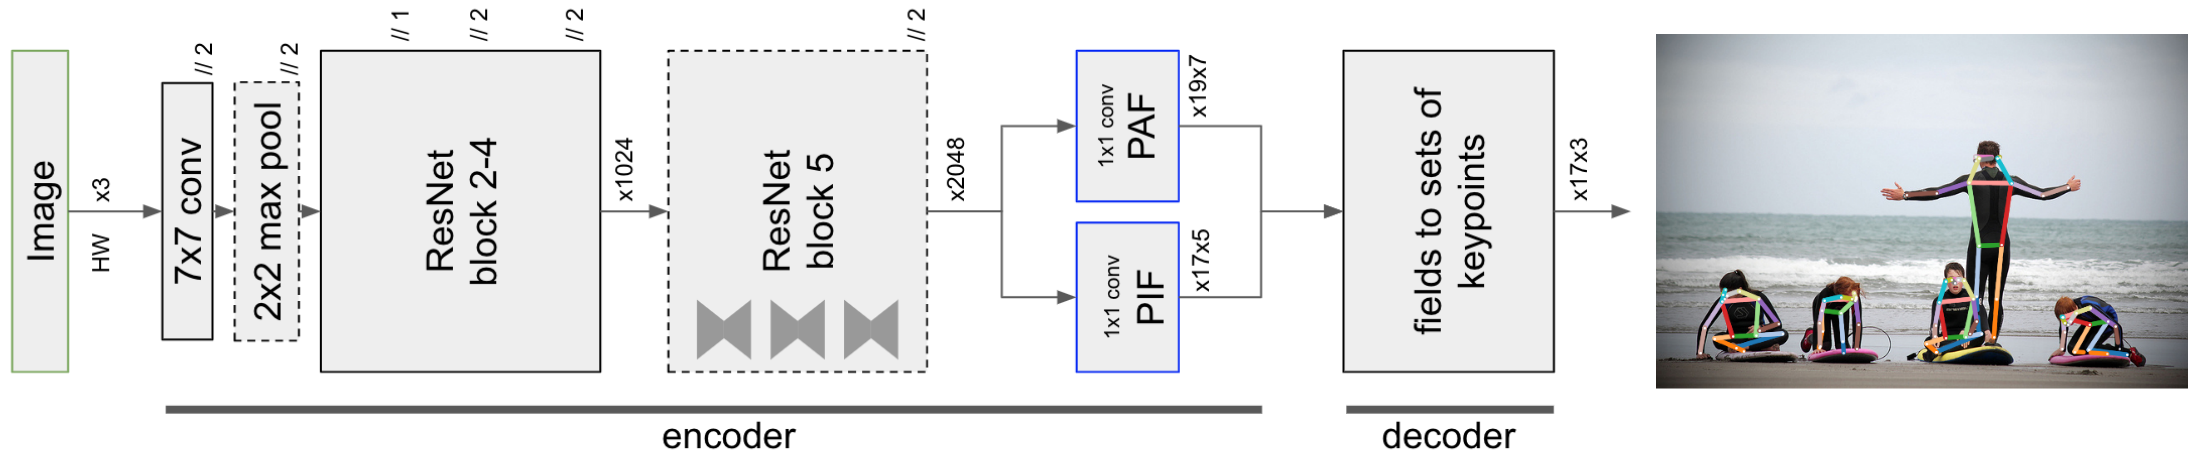 Image
HW x3
7x7 conv
// 2
2x2 max pool
// 2
ResNet
block 2-4
// 1
// 2
// 2
x1024
ResNet
block 5
// 2
x2048
1x1 conv
PAF
x19x7
1x1 conv
PIF
x17x5
fields to sets of
keypoints
x17x3
encoder
decoder